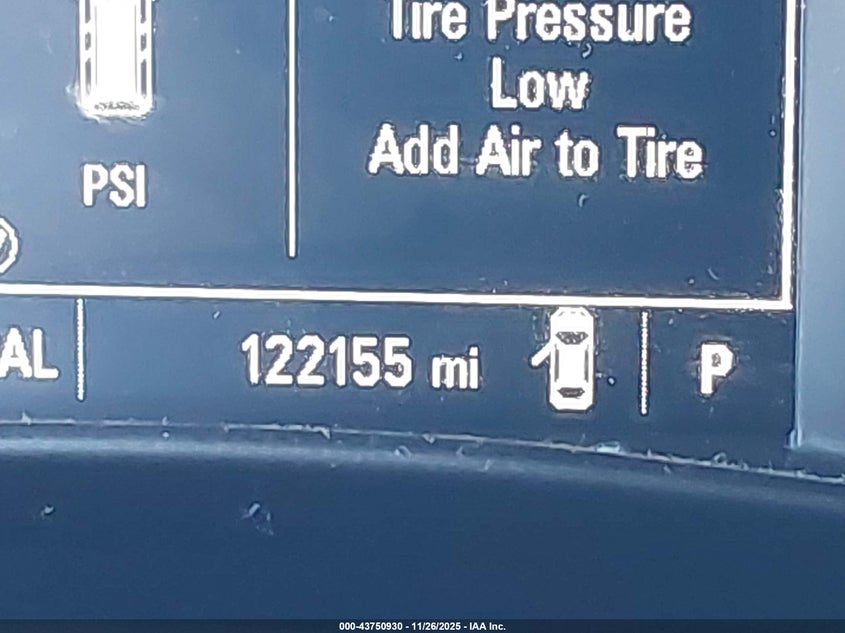 Tire Pressure
Low
Add Air to Tire
PSI
AL
122155 mi
P
000-43750930 - 11/26/2025 - IAA Inc.